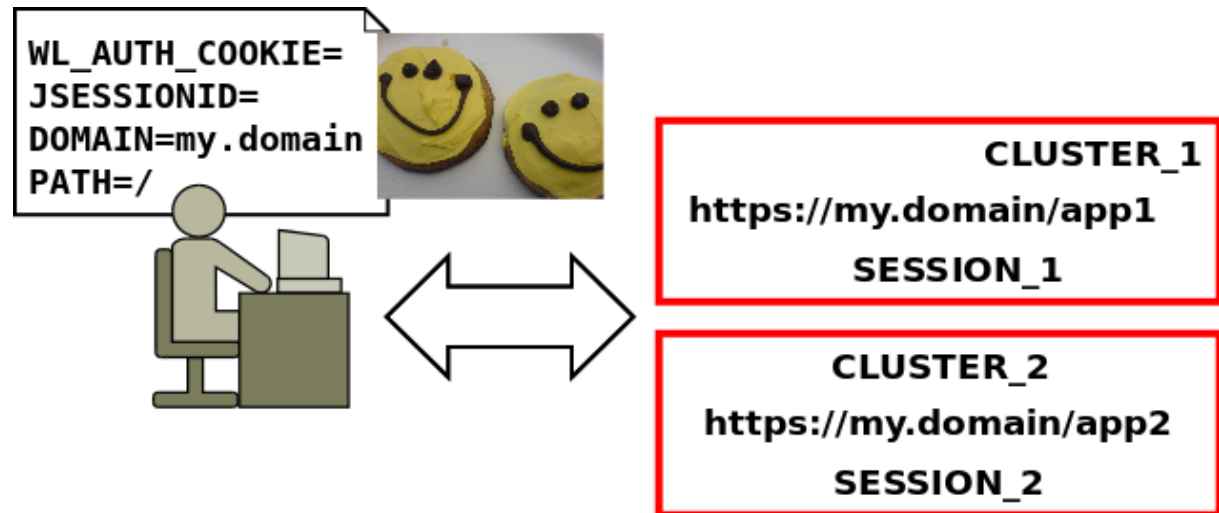 WL_AUTH_COOKIE=
JSESSIONID=
DOMAIN=my.domain
PATH=/
CLUSTER_1
https://my.domain/app1
SESSION_1
CLUSTER_2
https://my.domain/app2
SESSION_2